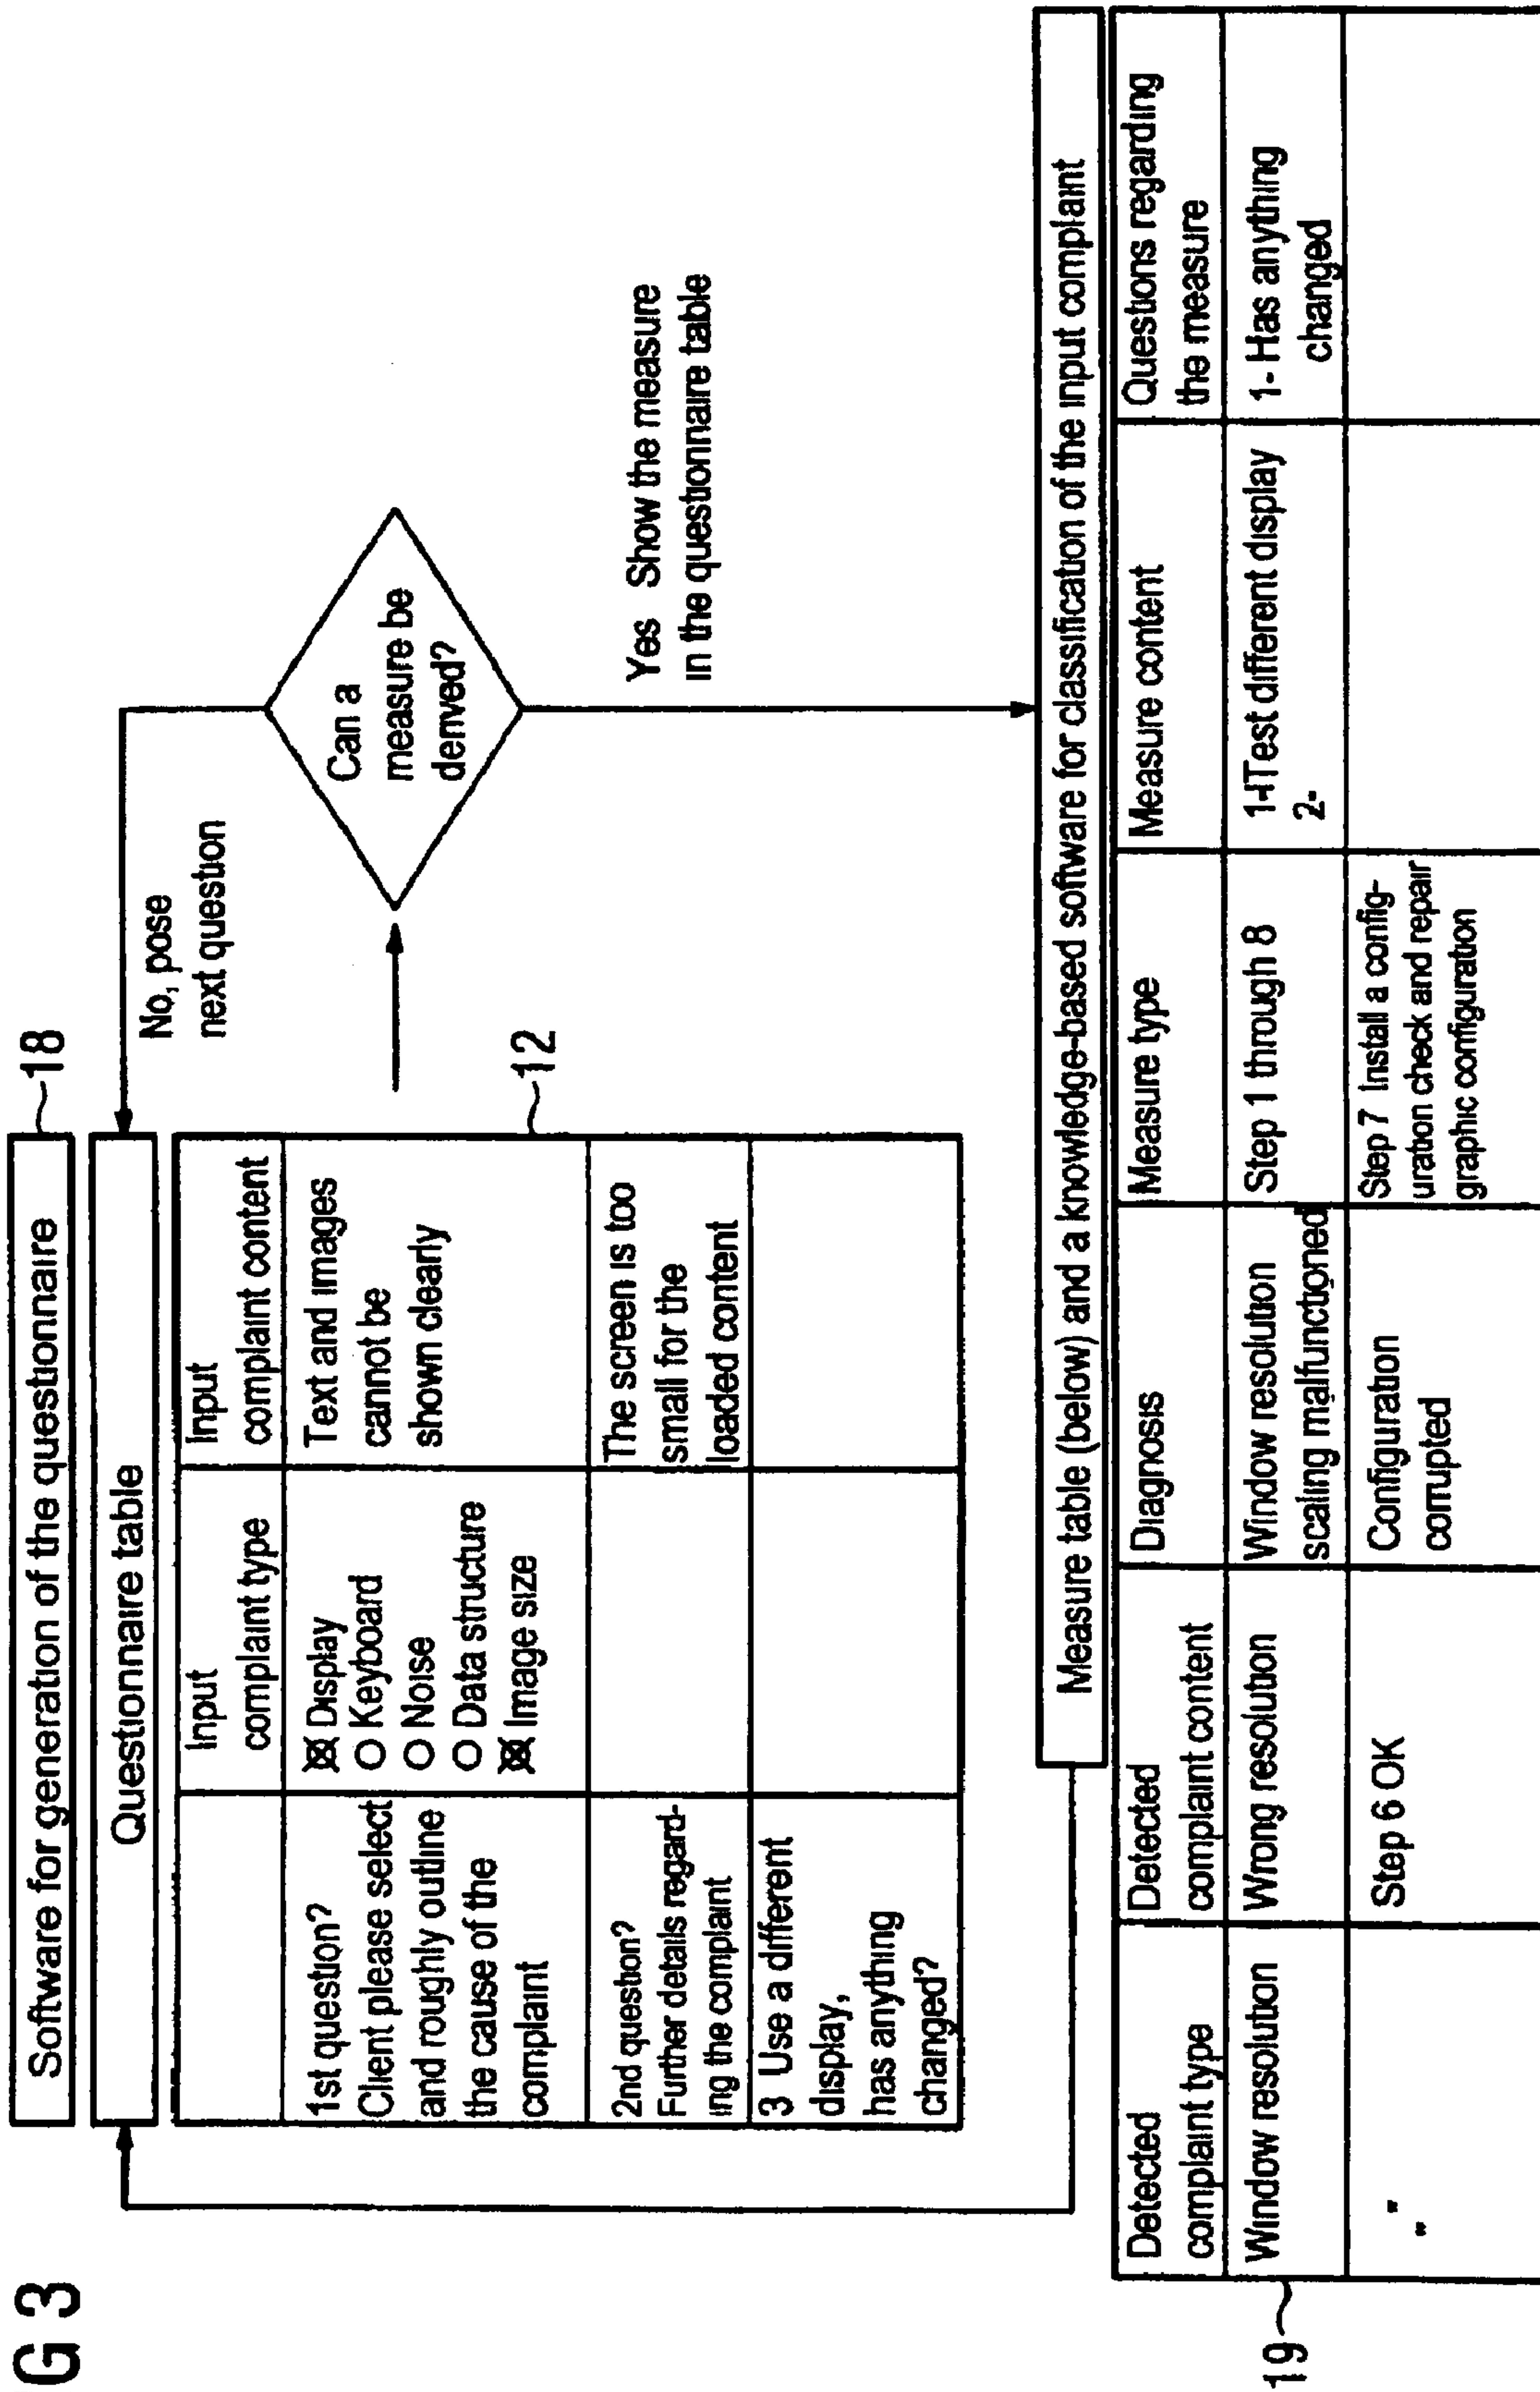 G 3
Software for generation of the questionnaire
18
Questionnaire table
Input
complaint type
Input
complaint content
1st question?
Client please select
and roughly outline
the cause of the
complaint
Display
Keyboard
Noise
Data structure
Image size
Text and images
cannot be
shown clearly
2nd question?
Further details regard-
ing the complaint
The screen is too
small for the
loaded content
3 Use a different
display,
has anything
changed?
12
No, pose
next question
Can a
measure be
derived?
Yes Show the measure
in the questionnaire table
Measure table (below) and a knowledge-based software for classification of the input complaint
Detected
complaint type
Detected
complaint content
Diagnosis
Measure type
Measure content
Questions regarding
the measure
Window resolution
Wrong resolution
Window resolution
scaling malfunctioned
Step 1 through 8
1-Test different display
2-
1- Has anything
changed
" "
Step 6 OK
Configuration
corrupted
Step 7 Install a config-
uration check and repair
graphic configuration
19